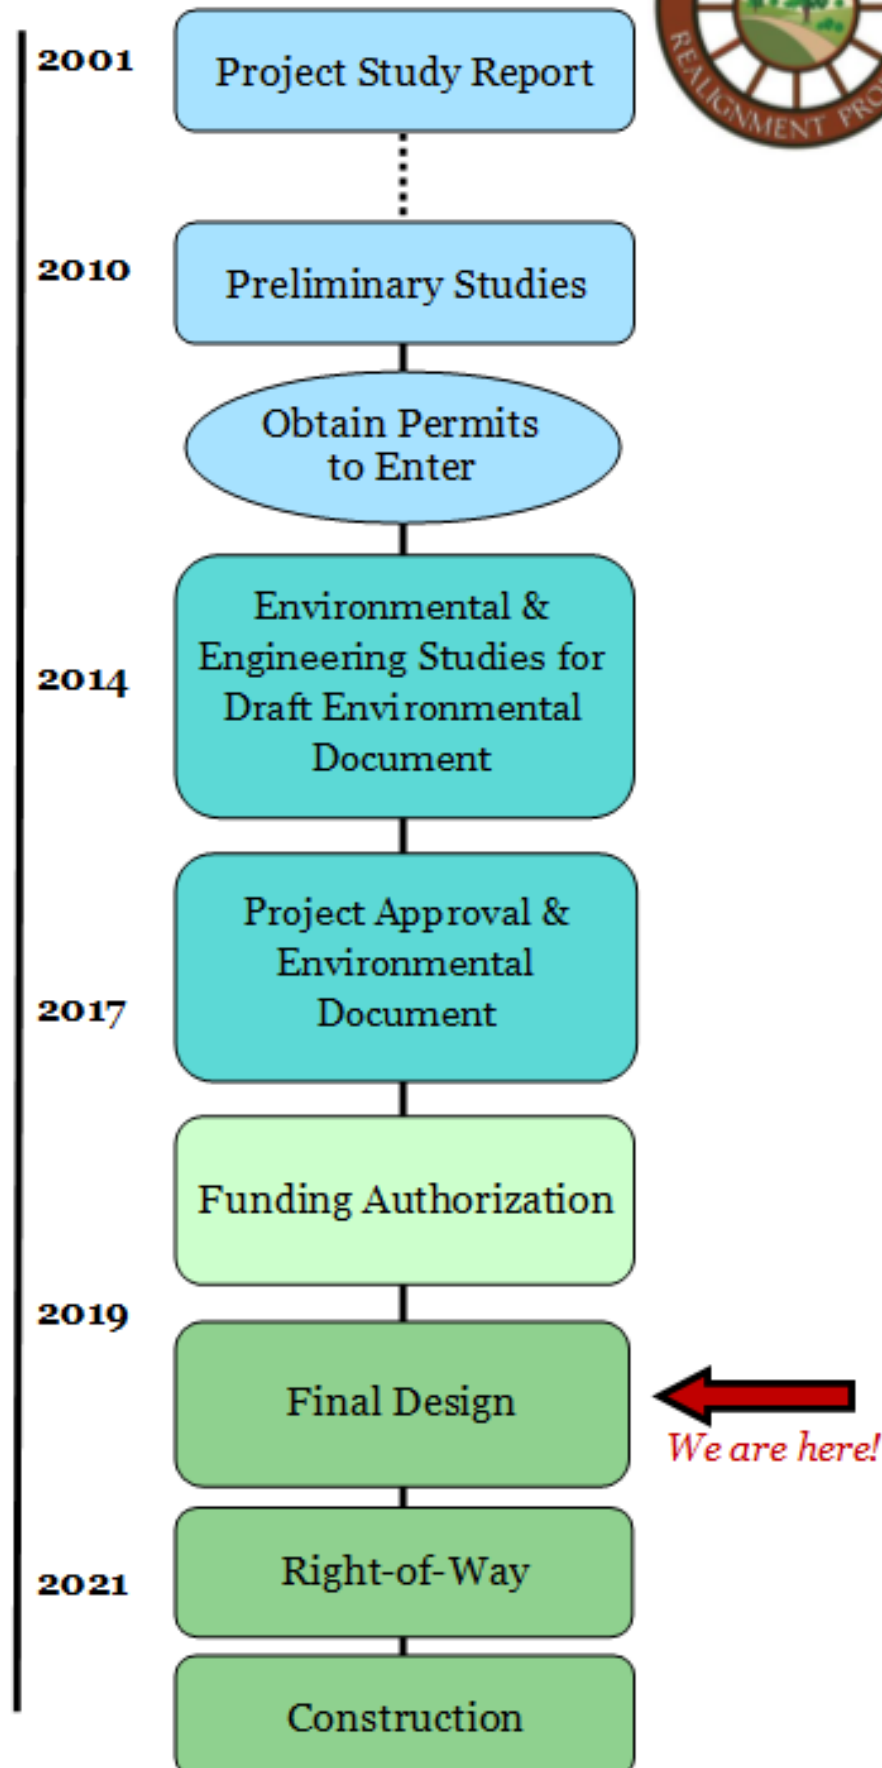 2001
Project Study Report
REALIGNMENT
2010
Preliminary Studies
Obtain Permits
to Enter
Environmental &
Engineering Studies for
2014
Draft Environmental
Document
Project Approval &
Environmental
2017
Document
Funding Authorization
2019
Final Design
We are here!
Right-of-Way
2021
Construction